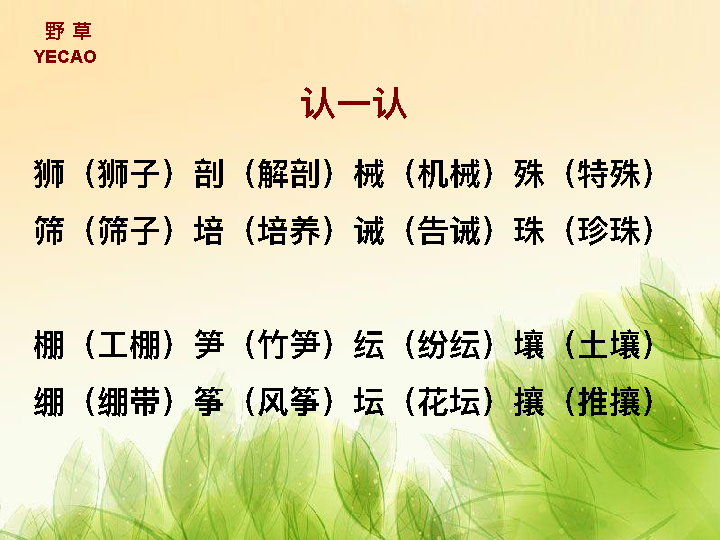 野 草
YECAO
认一认
狮（狮子）剖（解剖）械（机械）殊（特殊）
筛（筛子）培（培养）诫（告诫）珠（珍珠）
棚（工棚）笋（竹笋）纭（纷纭）壤（土壤）
绷（绷带）筝（风筝）坛（花坛）攘（推攘）